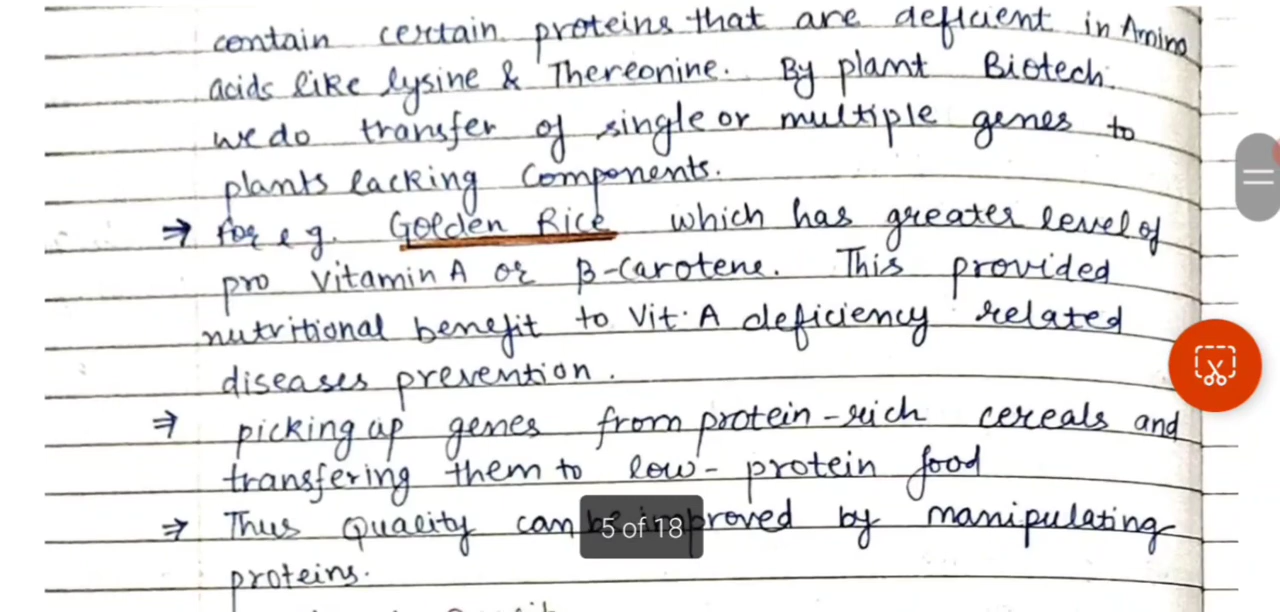 contain certain proteins that are deficient in Amino
acids like lysine & Thereonine. By plant Biotech.
we do transfer of single or multiple genes to
plants lacking Components.
⇒ for eg. Golden Rice which has greater level of
pro vitamin A or β-Carotene. This provided
nutritional benefit to Vit. A deficiency related
diseases prevention.
⇒ picking up genes from protein-rich cereals and
transfering them to low-protein food
⇒ Thus Quality can be improved by manipulating
5 of 18
proteins.